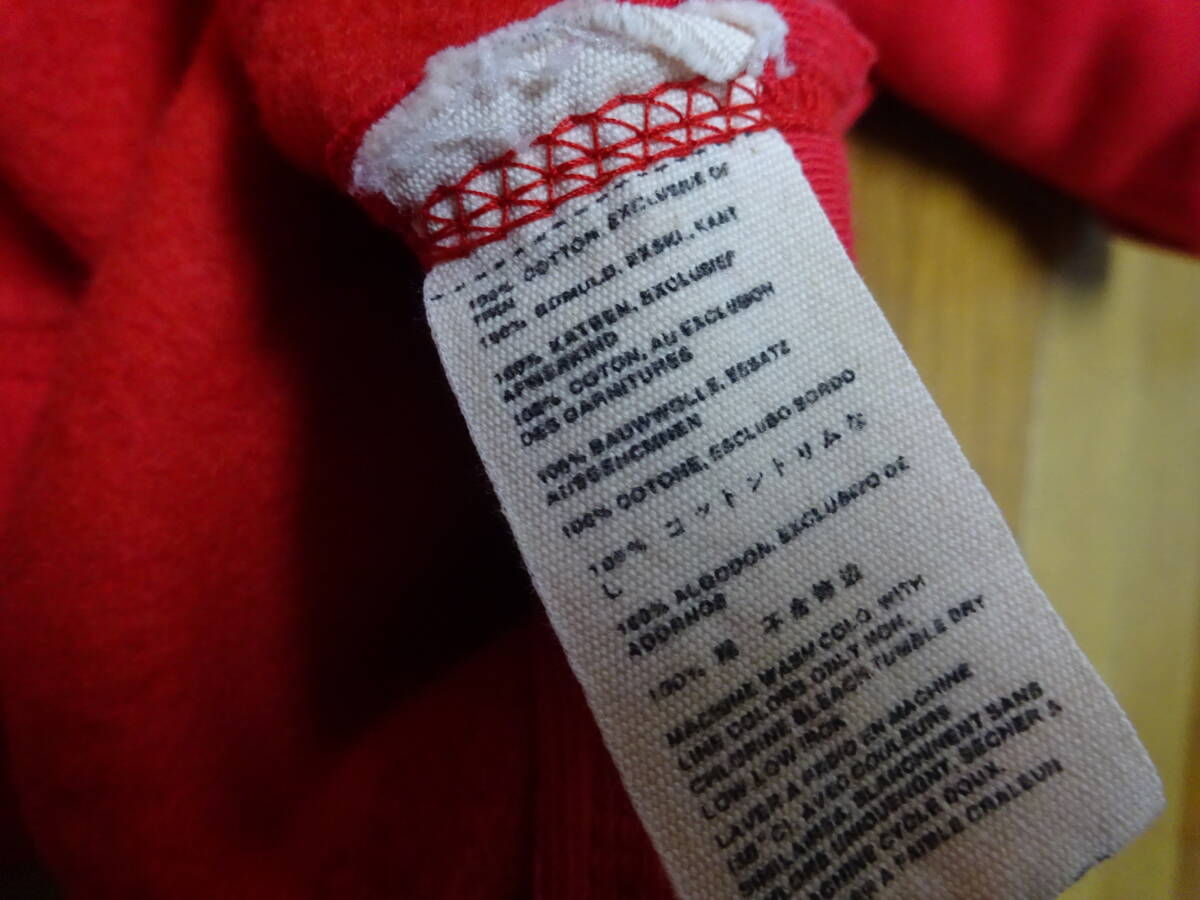 100% COTTON EXCLUSIVE OF
TRIM
100% BOMULD, EKSKL. KANT
100% KATOEN, EXCLUSIEF
AFWERKING
100% COTON, AU EXCLUSION
DES GARNITURES
100% BAUMWOLLE, BESATZ
AUSGENOMMEN
100% COTONE, ESCLUSO BORDO
100% コットントリムな
し
100% ALGODON, EXCLUSIVO DE
ADORNOS
100% 棉 不含飾边
MACHINE WASH COLD, WITH
LIKE COLORS ONLY NON-
CHLORINE BLEACH, TUMBLE DRY
LOW LOW IRON
LAVER A FROID EN MACHINE
(30°C), AVEC COULEURS
SIMILAIRES, BLANCHIMENT SANS
CHLORE UNIQUEMENT, SECHER A
MACHINE CYCLE DOUX,
A FAIBLE CHALEUR